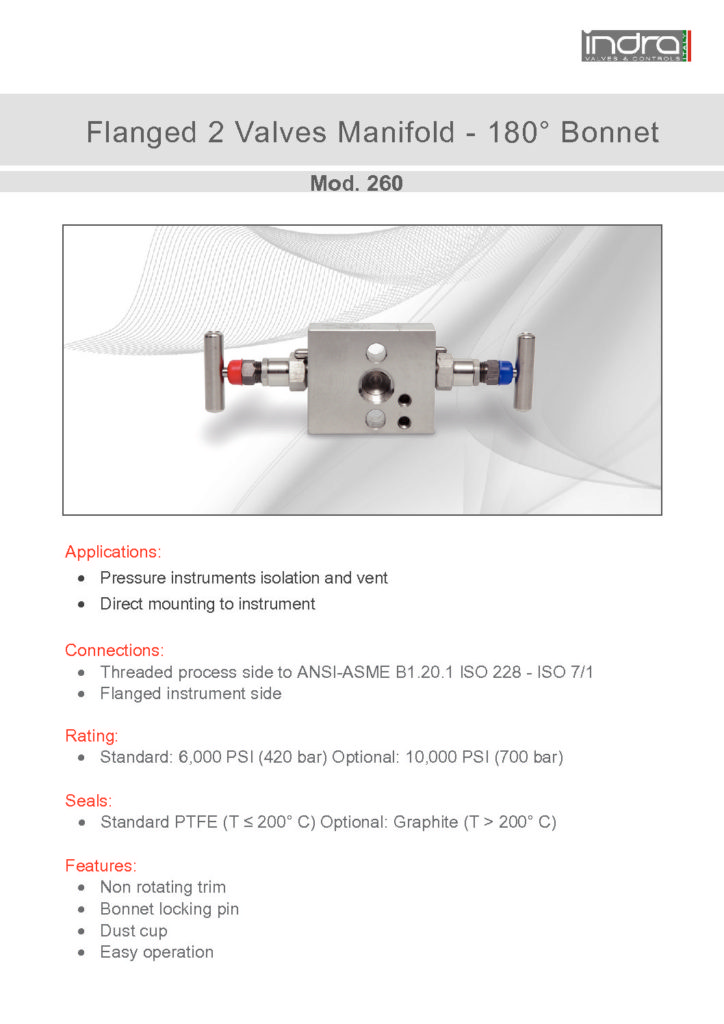 indra
VALVES & CONTROLS
ITALY
Flanged 2 Valves Manifold - 180° Bonnet
Mod. 260
Applications:
• Pressure instruments isolation and vent
• Direct mounting to instrument
Connections:
• Threaded process side to ANSI-ASME B1.20.1 ISO 228 - ISO 7/1
• Flanged instrument side
Rating:
• Standard: 6,000 PSI (420 bar) Optional: 10,000 PSI (700 bar)
Seals:
• Standard PTFE (T ≤ 200° C) Optional: Graphite (T > 200° C)
Features:
• Non rotating trim
• Bonnet locking pin
• Dust cup
• Easy operation